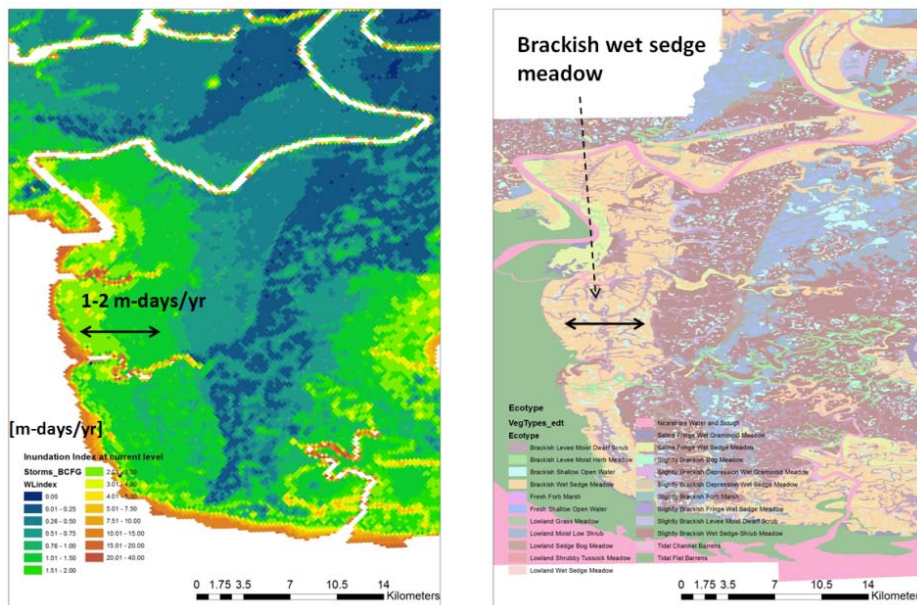 1-2 m-days/yr
[m-days/yr]
Inundation Index at current level
Storms_BCFG
WLindex
0.00
0.01 - 0.25
0.26 - 0.50
0.51 - 0.75
0.76 - 1.00
1.01 - 1.50
1.51 - 2.00
4.01 - 5.00
5.01 - 7.50
7.51 - 10.00
10.01 - 15.00
15.01 - 20.00
20.01 - 40.00
0 1.75 3.5 7 10.5 14
Kilometers
Brackish wet sedge
meadow
Ecotype
VegTypes_edt
Ecotype
Brackish Levee Moist Dwarf Scrub
Brackish Levee Moist Herb Meadow
Brackish Shallow Open Water
Brackish Wet Sedge Meadow
Fresh Forb Marsh
Fresh Shallow Open Water
Lowland Grass Meadow
Lowland Moist Low Shrub
Lowland Sedge Bog Meadow
Lowland Shrubby Tussock Meadow
Lowland Wet Sedge Meadow
Nearshore Water and Slough
Saline Fringe Wet Graminoid Meadow
Saline Fringe Wet Sedge Meadow
Slightly Brackish Bog Meadow
Slightly Brackish Depression Wet Graminoid Meadow
Slightly Brackish Depression Wet Sedge Meadow
Slightly Brackish Forb Marsh
Slightly Brackish Fringe Wet Sedge Meadow
Slightly Brackish Levee Moist Dwarf Scrub
Slightly Brackish Wet Sedge-Shrub Meadow
Tidal Channel Barrens
Tidal Flat Barrens
0 1.75 3.5 7 10.5 14
Kilometers